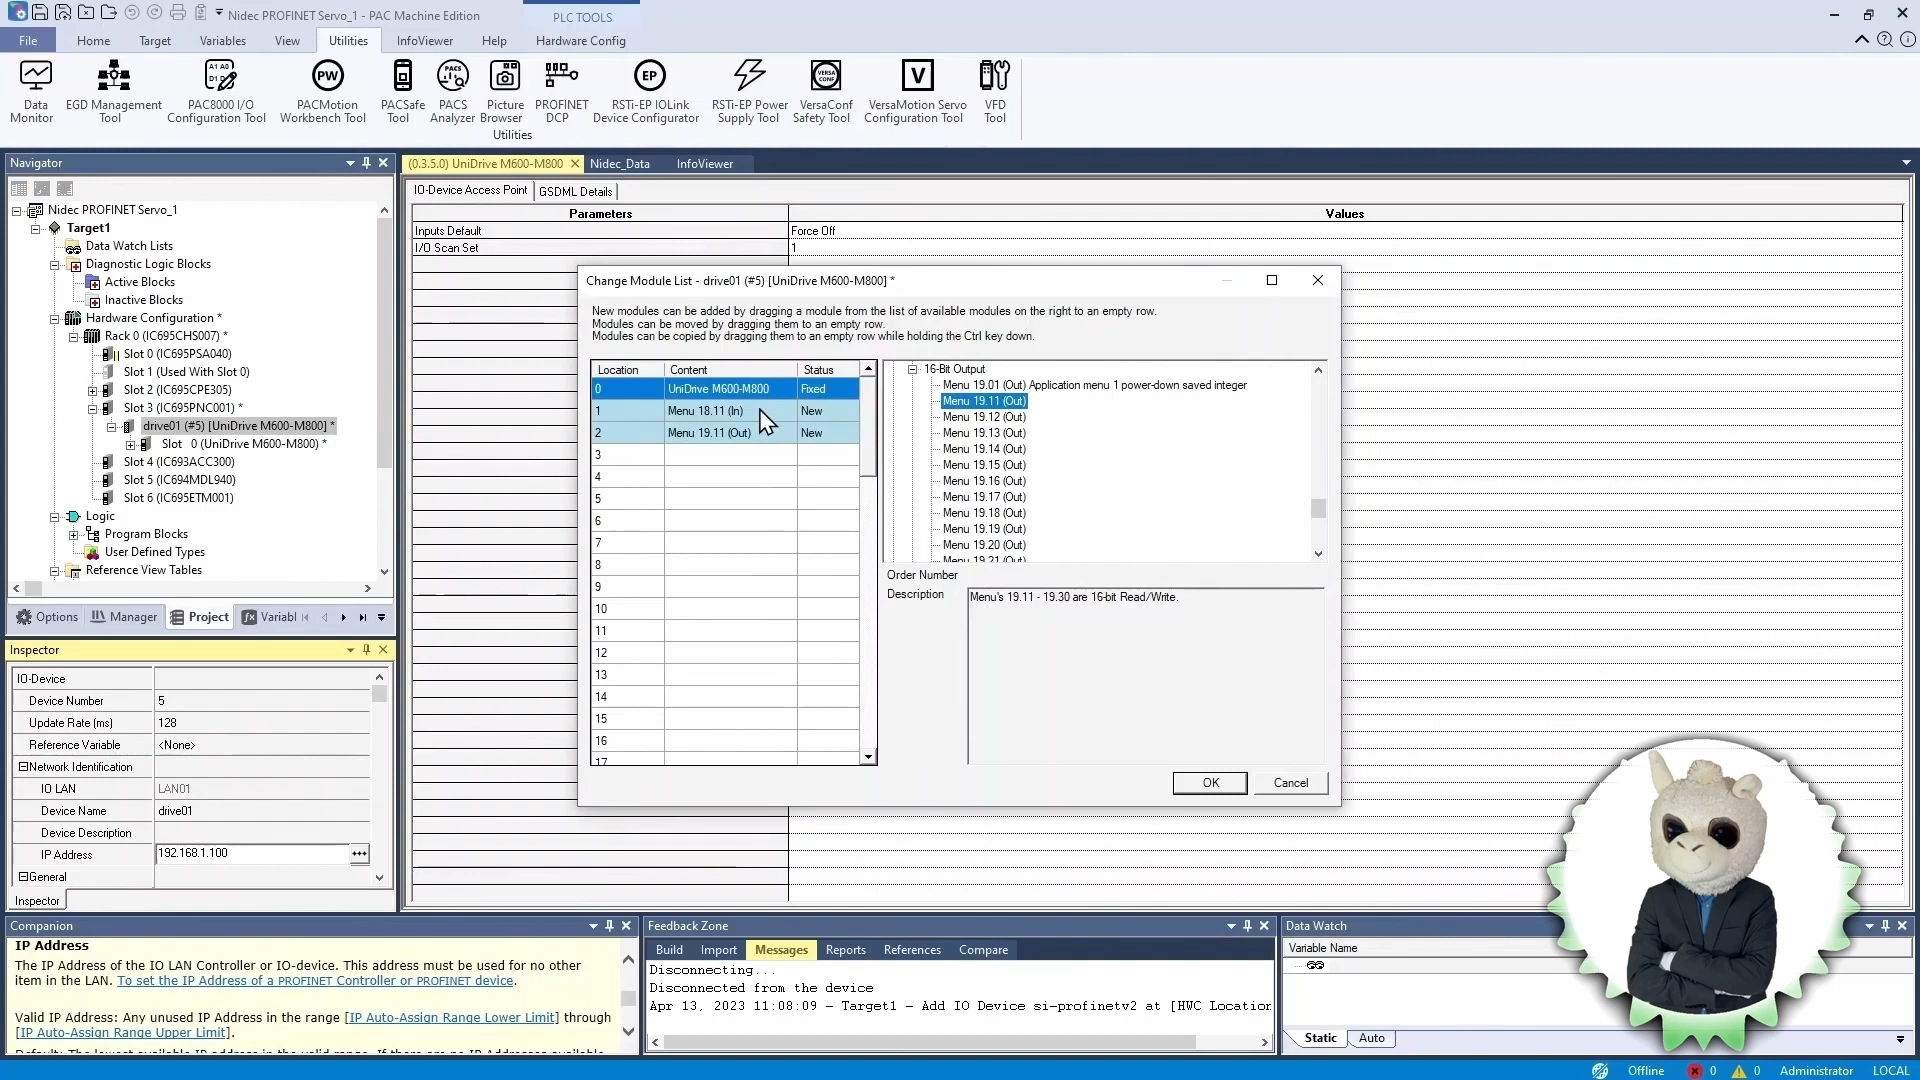 Nidec PROFINET Servo_1 - PAC Machine Edition
PLC TOOLS
File
Home
Target
Variables
View
Utilities
InfoViewer
Help
Hardware Config
Data Monitor
EGD Management Tool
PAC8000 I/O Configuration Tool
PACMotion Workbench Tool
PACSafe Tool
PACS Analyzer
Picture Browser
PROFINET DCP
RSTi-EP IOLink Device Configurator
RSTi-EP Power Supply Tool
VersaConf Safety Tool
VersaMotion Servo Configuration Tool
VFD Tool
Utilities
Navigator
Nidec PROFINET Servo_1
Target1
Data Watch Lists
Diagnostic Logic Blocks
Active Blocks
Inactive Blocks
Hardware Configuration *
Rack 0 (IC695CHS007) *
Slot 0 (IC695PSA040)
Slot 1 (Used With Slot 0)
Slot 2 (IC695CPE305)
Slot 3 (IC695PNC001) *
drive01 (#5) [UniDrive M600-M800] *
Slot 0 (UniDrive M600-M800) *
Slot 4 (IC693ACC300)
Slot 5 (IC694MDL940)
Slot 6 (IC695ETM001)
Logic
Program Blocks
User Defined Types
Reference View Tables
Options
Manager
Project
Variabl
Inspector
IO-Device
Device Number 5
Update Rate (ms) 128
Reference Variable <None>
Network Identification
IO LAN LAN01
Device Name drive01
Device Description
IP Address 192.168.1.100
General
Inspector
(0.3.5.0) UniDrive M600-M800
Nidec_Data
InfoViewer
IO-Device Access Point
GSDML Details
Parameters Values
Inputs Default Force Off
I/O Scan Set 1
Change Module List - drive01 (#5) [UniDrive M600-M800] *
New modules can be added by dragging a module from the list of available modules on the right to an empty row.
Modules can be moved by dragging them to an empty row.
Modules can be copied by dragging them to an empty row while holding the Ctrl key down.
Location Content Status
0 UniDrive M600-M800 Fixed
1 Menu 18.11 (In) New
2 Menu 19.11 (Out) New
3
4
5
6
7
8
9
10
11
12
13
14
15
16
17
16-Bit Output
Menu 19.01 (Out) Application menu 1 power-down saved integer
Menu 19.11 (Out)
Menu 19.12 (Out)
Menu 19.13 (Out)
Menu 19.14 (Out)
Menu 19.15 (Out)
Menu 19.16 (Out)
Menu 19.17 (Out)
Menu 19.18 (Out)
Menu 19.19 (Out)
Menu 19.20 (Out)
Menu 19.21 (Out)
Order Number
Description
Menu's 19.11 - 19.30 are 16-bit Read/Write.
OK
Cancel
Companion
IP Address
The IP Address of the IO LAN Controller or IO-device. This address must be used for no other
item in the LAN. To set the IP Address of a PROFINET Controller or PROFINET device.
Valid IP Address: Any unused IP Address in the range [IP Auto-Assign Range Lower Limit] through
[IP Auto-Assign Range Upper Limit].
Feedback Zone
Build
Import
Messages
Reports
References
Compare
Disconnecting...
Disconnected from the device
Apr 13, 2023 11:08:09 - Target1 - Add IO Device si-profinetv2 at [HWC Location
Data Watch
Variable Name
Static
Auto
Offline
0
0
Administrator
LOCAL